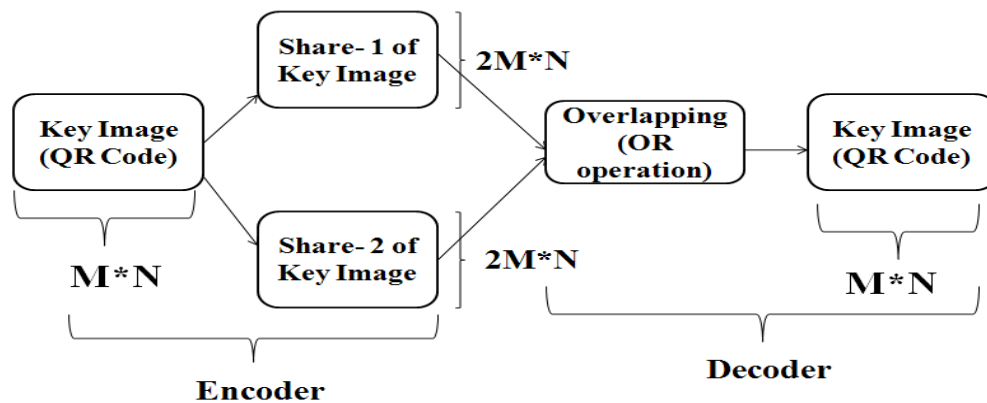 Share- 1 of
Key Image
2M*N
Key Image
(QR Code)
Overlapping
(OR
operation)
Key Image
(QR Code)
Share- 2 of
Key Image
2M*N
M*N
M*N
Encoder
Decoder